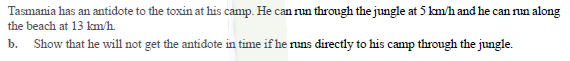 Tasmania has an antidote to the toxin at his camp. He can run through the jungle at 5 km/h and he can run along
the beach at 13 km/h.
b. Show that he will not get the antidote in time if he runs directly to his camp through the jungle.